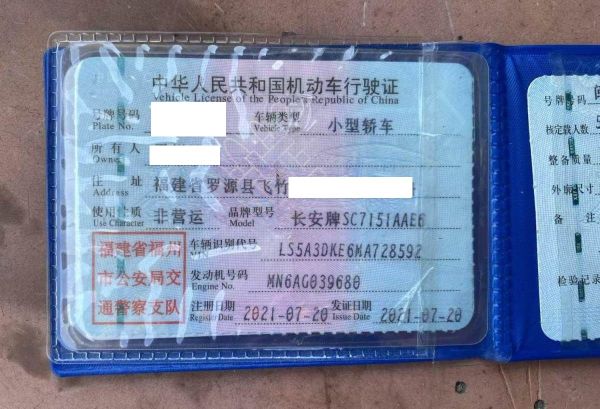 中华人民共和国机动车行驶证
Vehicle License of the People's Republic of China
号牌号码 车辆类型 小型轿车
Plate No. Vehicle Type
所有人
Owner
住址 福建省罗源县飞竹
Address
使用性质 非营运 品牌型号 长安牌SC7151AAE6
Use Character Model
福建省福州 车辆识别代号 LS5A3DKE6MA728592
VIN
市公安局交 发动机号码 MN6AG039680
Engine No.
通警察支队 注册日期 2021-07-20 发证日期 2021-07-20
Register Date Issue Date
号牌号码
核定载人数
整备质量
外廓尺寸
备注
检验记录